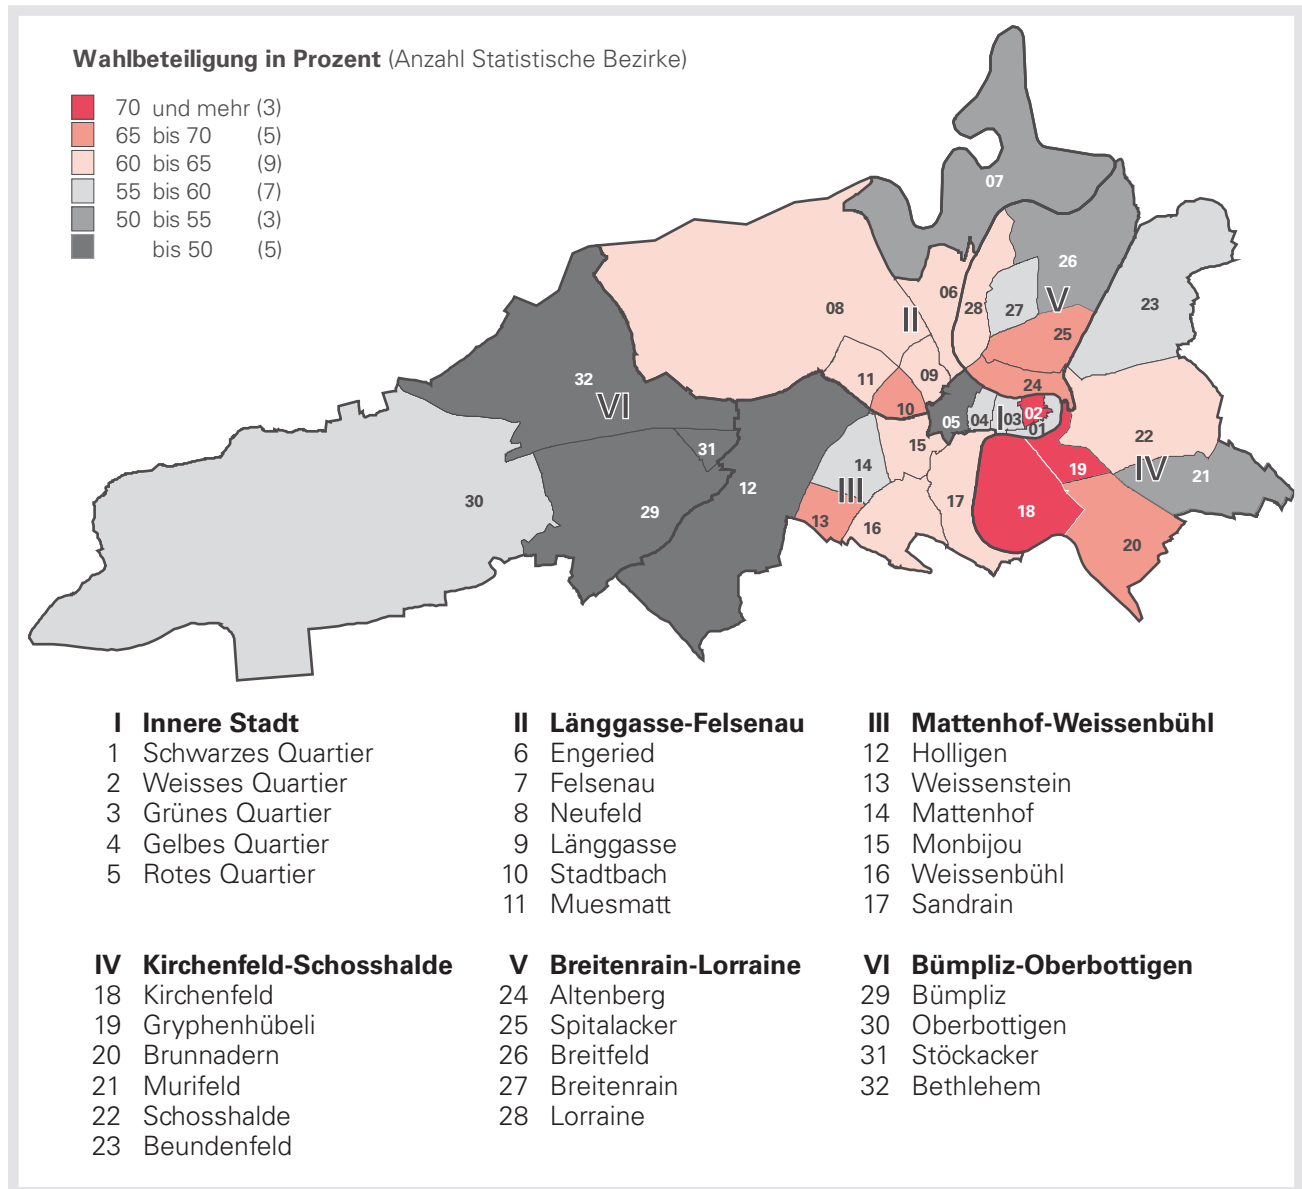 Wahlbeteiligung in Prozent (Anzahl Statistische Bezirke)
70 und mehr (3)
65 bis 70 (5)
60 bis 65 (9)
55 bis 60 (7)
50 bis 55 (3)
bis 50 (5)
07
26
23
08
06
28
27
V
II
25
32
VI
11
09
24
10
05
04
I
03
02
01
22
15
31
14
19
IV
21
12
III
30
29
13
16
17
18
20
I Innere Stadt
1 Schwarzes Quartier
2 Weisses Quartier
3 Grünes Quartier
4 Gelbes Quartier
5 Rotes Quartier
II Länggasse-Felsenau
6 Engeried
7 Felsenau
8 Neufeld
9 Länggasse
10 Stadtbach
11 Muesmatt
III Mattenhof-Weissenbühl
12 Holligen
13 Weissenstein
14 Mattenhof
15 Monbijou
16 Weissenbühl
17 Sandrain
IV Kirchenfeld-Schosshalde
18 Kirchenfeld
19 Gryphenhübeli
20 Brunnadern
21 Murifeld
22 Schosshalde
23 Beundenfeld
V Breitenrain-Lorraine
24 Altenberg
25 Spitalacker
26 Breitfeld
27 Breitenrain
28 Lorraine
VI Bümpliz-Oberbottigen
29 Bümpliz
30 Oberbottigen
31 Stöckacker
32 Bethlehem